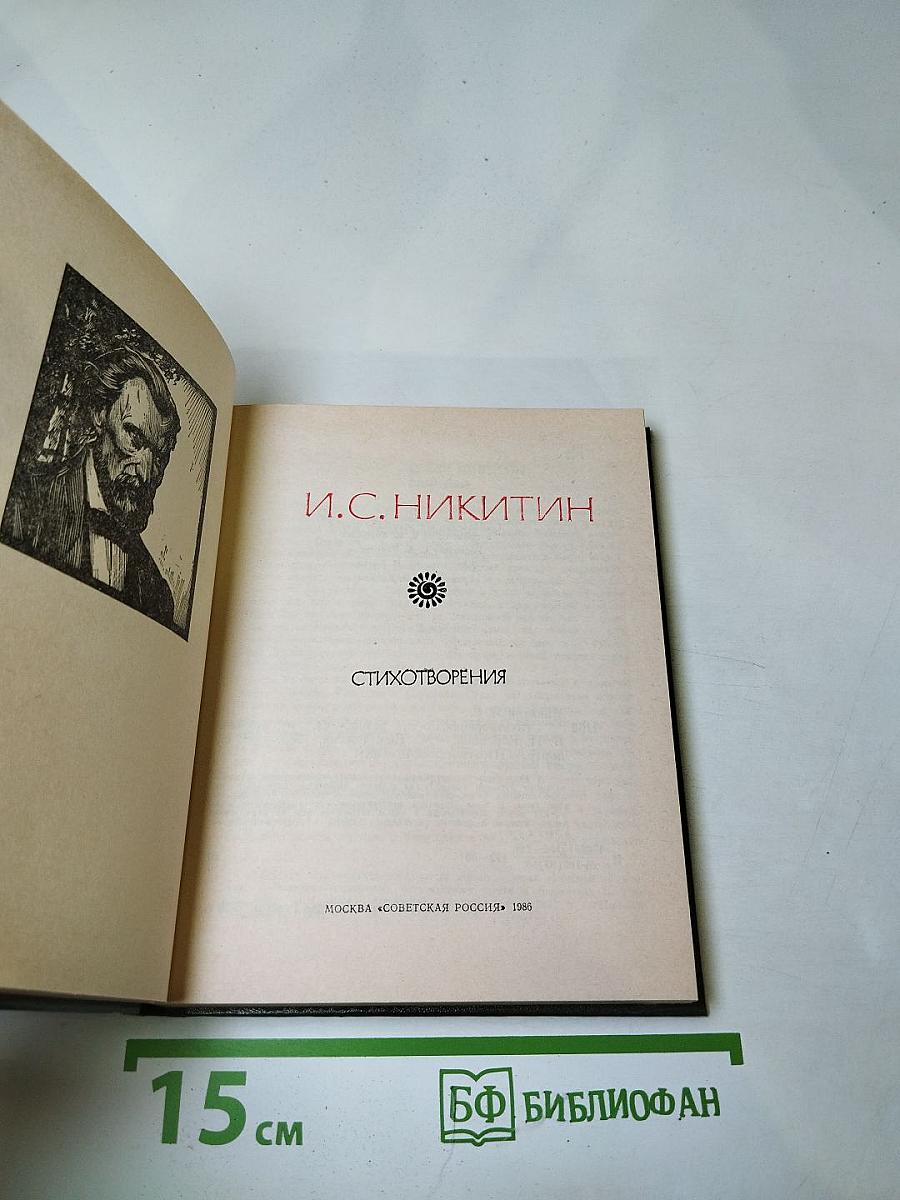 И.С.НИКИТИН
СТИХОТВОРЕНИЯ
МОСКВА «СОВЕТСКАЯ РОССИЯ» 1986
15 см
БФ БИБЛИОФАН